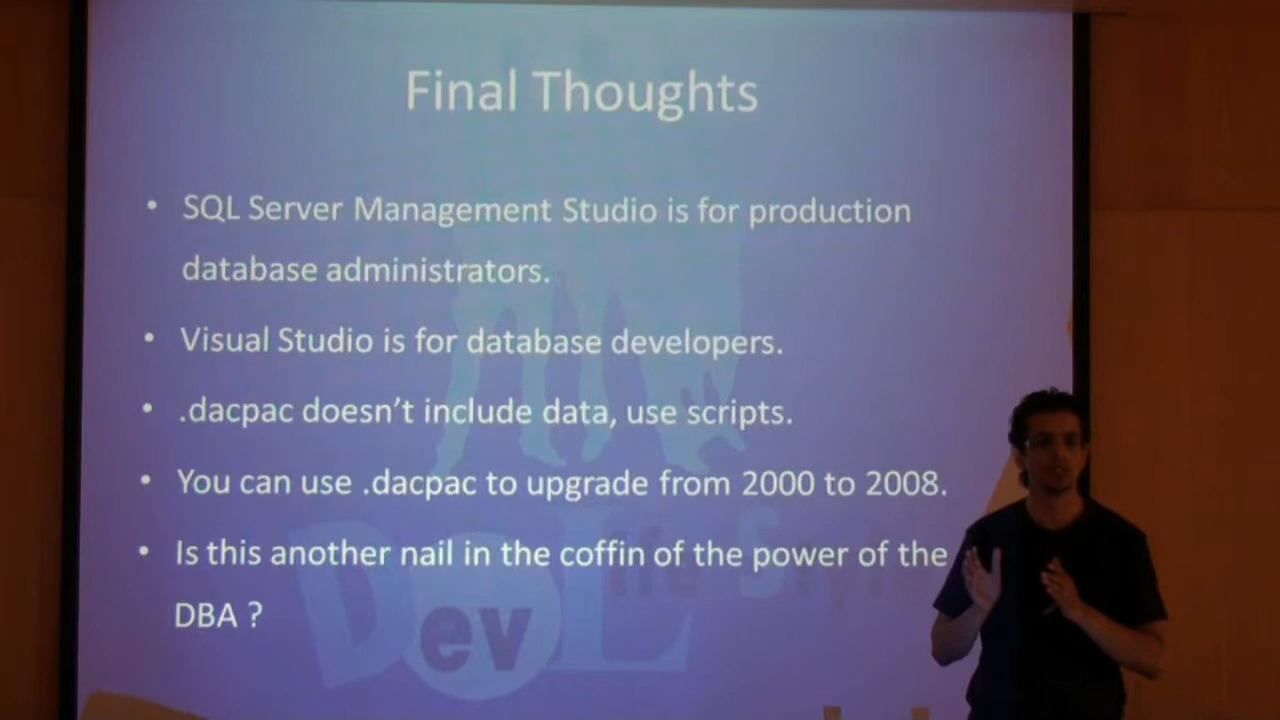 Final Thoughts
• SQL Server Management Studio is for production
database administrators.
• Visual Studio is for database developers.
• .dacpac doesn’t include data, use scripts.
• You can use .dacpac to upgrade from 2000 to 2008.
• Is this another nail in the coffin of the power of the
DBA ?
Dev